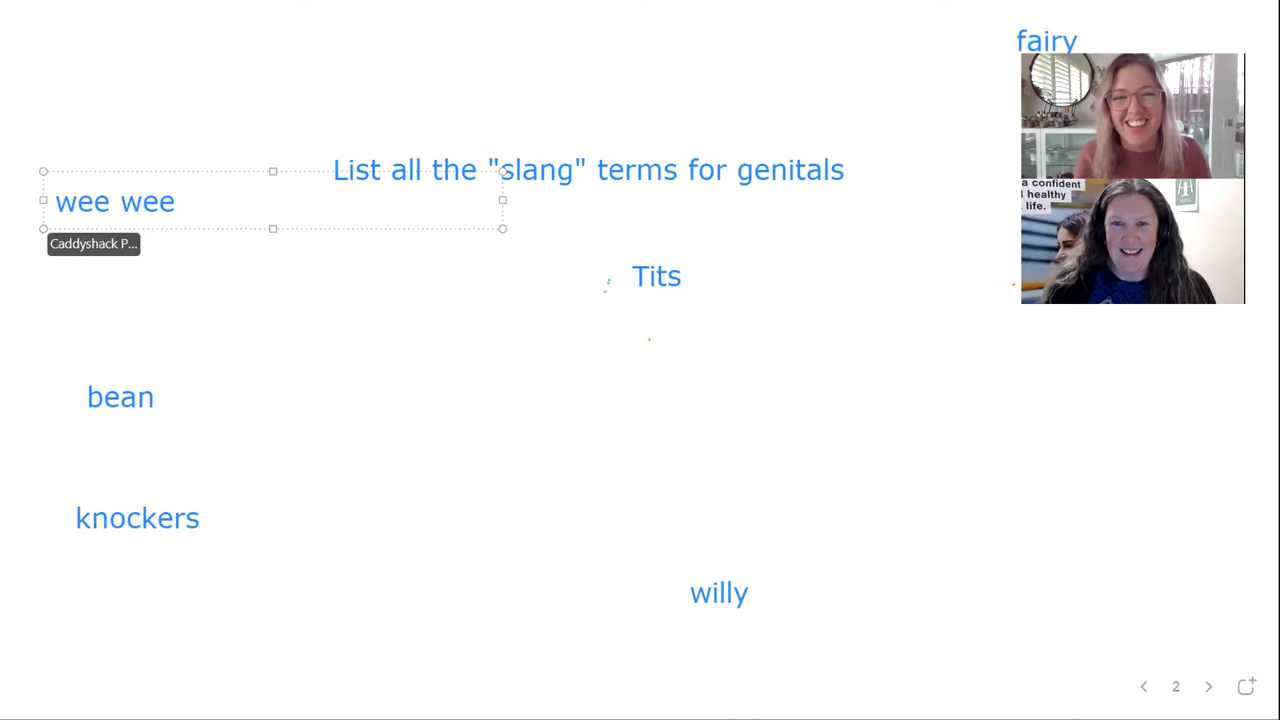 fairy
List all the "slang" terms for genitals
a confident
healthy
life.
wee wee
Caddyshack P...
Tits
bean
knockers
willy
2